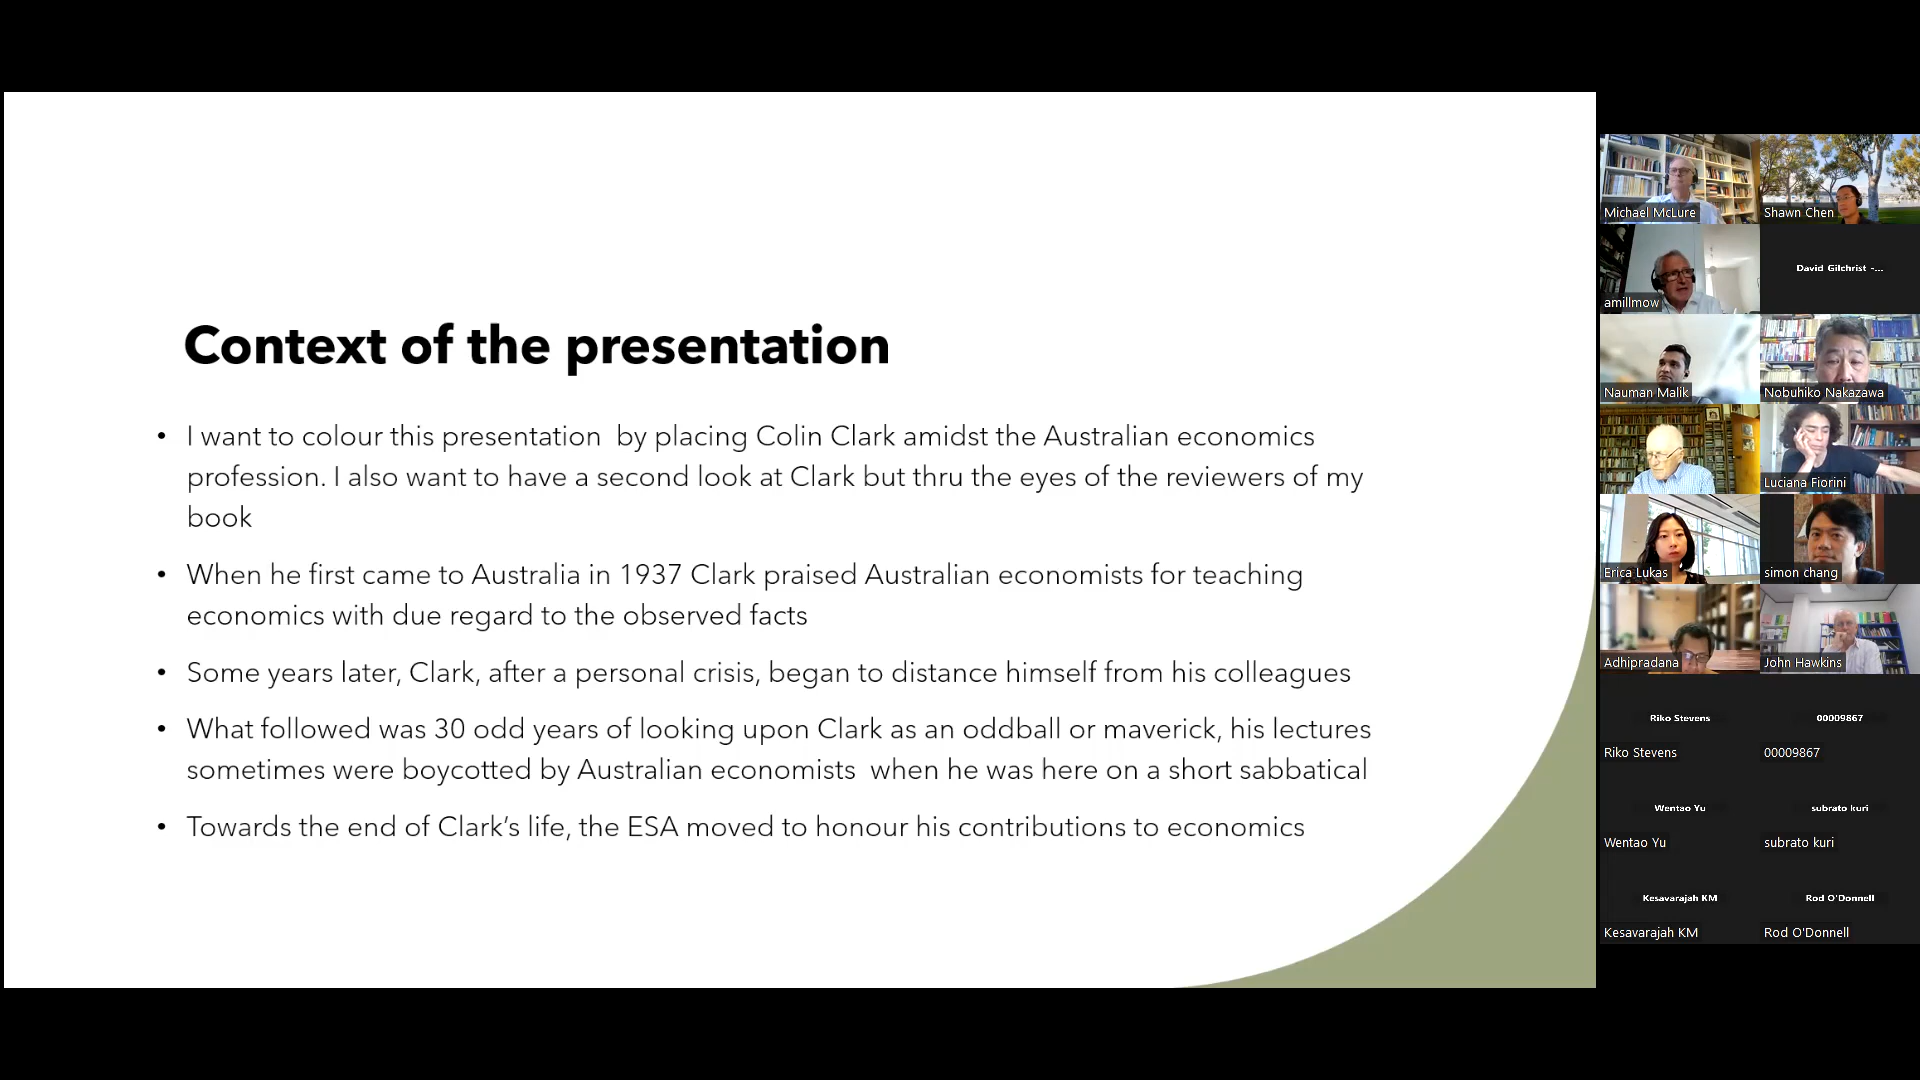 Context of the presentation
• I want to colour this presentation  by placing Colin Clark amidst the Australian economics
profession. I also want to have a second look at Clark but thru the eyes of the reviewers of my
book
• When he first came to Australia in 1937 Clark praised Australian economists for teaching
economics with due regard to the observed facts
• Some years later, Clark, after a personal crisis, began to distance himself from his colleagues
• What followed was 30 odd years of looking upon Clark as an oddball or maverick, his lectures
sometimes were boycotted by Australian economists  when he was here on a short sabbatical
• Towards the end of Clark’s life, the ESA moved to honour his contributions to economics
Michael McLure
Shawn Chen
amillmow
David Gilchrist -...
Nauman Malik
Nobuhiko Nakazawa
Luciana Fiorini
Erica Lukas
simon chang
Adhipradana
John Hawkins
Riko Stevens
00009867
Riko Stevens
00009867
Wentao Yu
subrato kuri
Wentao Yu
subrato kuri
Kesavarajah KM
Rod O'Donnell
Kesavarajah KM
Rod O'Donnell